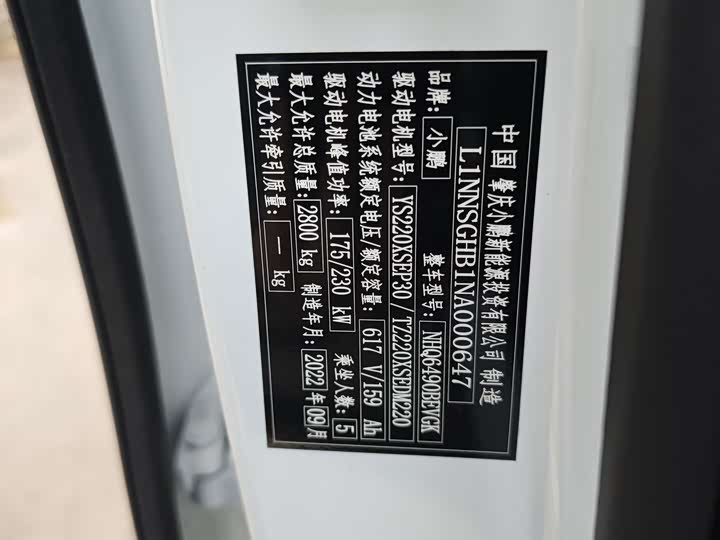 中国 肇庆小鹏新能源投资有限公司 制造
L1NNSGHB1NA000647
品牌: 小鹏 整车型号: NHQ6490BEVGK
驱动电机型号: YS220XSEP30/TZ220XSEDM220
动力电池系统额定电压/额定容量: 617 V/159 Ah
驱动电机峰值功率: 175/230 kW 乘坐人数: 5
最大允许总质量: 2800 kg 制造年月: 2022年09月
最大允许牵引质量: — kg